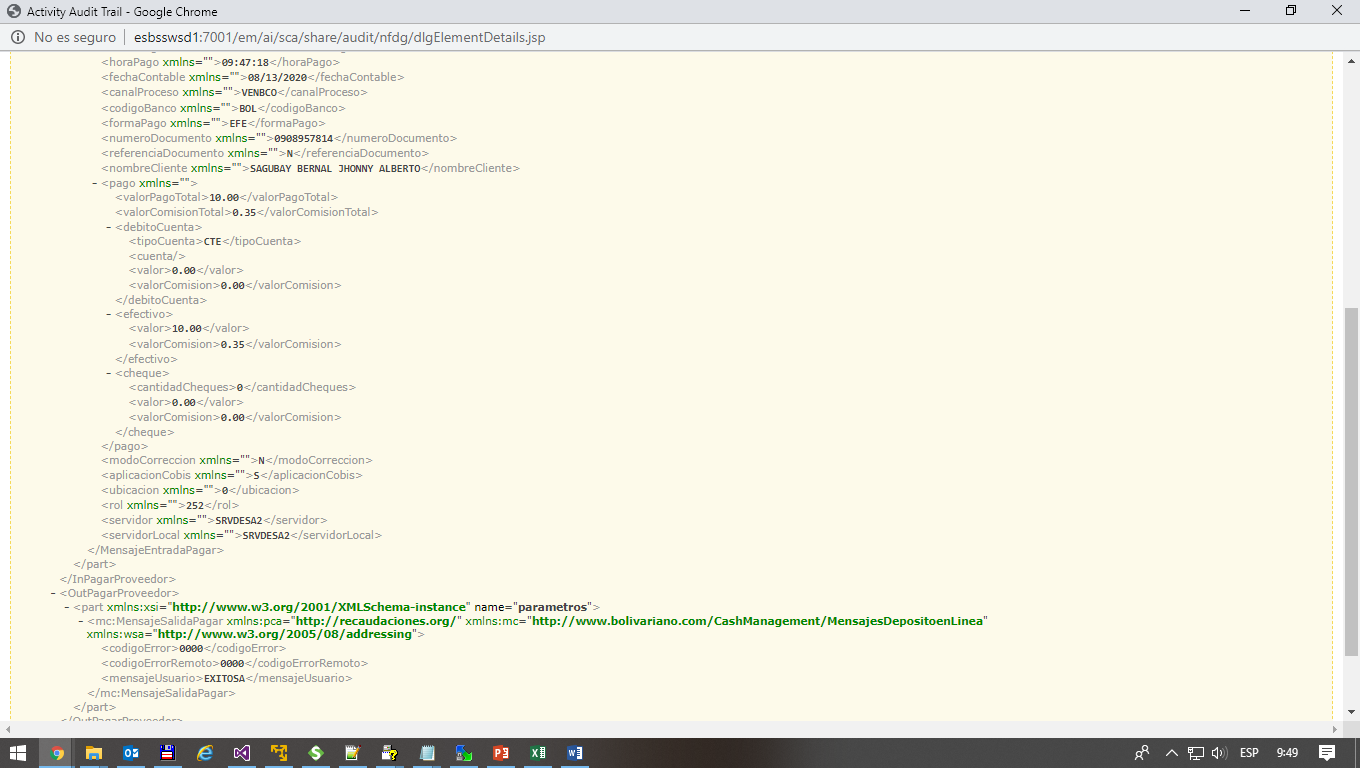 Activity Audit Trail - Google Chrome
No es seguro | esbsswsd1:7001/em/ai/sca/share/audit/nfdg/dlgElementDetails.jsp
<horaPago xmlns="">09:47:18</horaPago>
<fechaContable xmlns="">08/13/2020</fechaContable>
<canalProceso xmlns="">VENBCO</canalProceso>
<codigoBanco xmlns="">BOL</codigoBanco>
<formaPago xmlns="">EFE</formaPago>
<numeroDocumento xmlns="">0908957814</numeroDocumento>
<referenciaDocumento xmlns="">N</referenciaDocumento>
<nombreCliente xmlns="">SAGUBAY BERNAL JHONNY ALBERTO</nombreCliente>
- <pago xmlns="">
<valorPagoTotal>10.00</valorPagoTotal>
<valorComisionTotal>0.35</valorComisionTotal>
- <debitoCuenta>
<tipoCuenta>CTE</tipoCuenta>
<cuenta/>
<valor>0.00</valor>
<valorComision>0.00</valorComision>
</debitoCuenta>
- <efectivo>
<valor>10.00</valor>
<valorComision>0.35</valorComision>
</efectivo>
- <cheque>
<cantidadCheques>0</cantidadCheques>
<valor>0.00</valor>
<valorComision>0.00</valorComision>
</cheque>
</pago>
<modoCorreccion xmlns="">N</modoCorreccion>
<aplicacionCobis xmlns="">S</aplicacionCobis>
<ubicacion xmlns="">0</ubicacion>
<rol xmlns="">252</rol>
<servidor xmlns="">SRVDESA2</servidor>
<servidorLocal xmlns="">SRVDESA2</servidorLocal>
</MensajeEntradaPagar>
</part>
</InPagarProveedor>
- <OutPagarProveedor>
- <part xmlns:xsi="http://www.w3.org/2001/XMLSchema-instance" name="parametros">
- <mc:MensajeSalidaPagar xmlns:pca="http://recaudaciones.org/" xmlns:mc="http://www.bolivariano.com/CashManagement/MensajesDepositoenLinea"
xmlns:wsa="http://www.w3.org/2005/08/addressing">
<codigoError>0000</codigoError>
<codigoErrorRemoto>0000</codigoErrorRemoto>
<mensajeUsuario>EXITOSA</mensajeUsuario>
</mc:MensajeSalidaPagar>
</part>
</OutPagarProveedor>
ESP 9:49